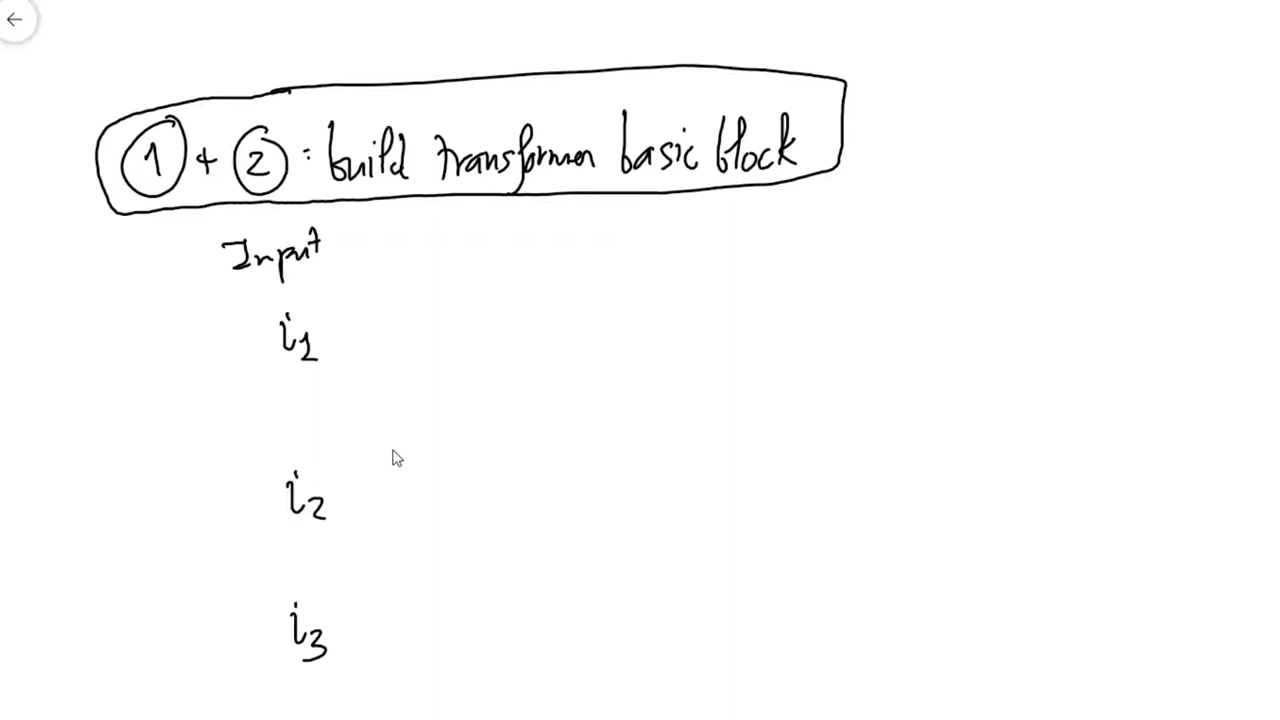 ① + ② : build transformer basic block
Input
i1
i2
i3